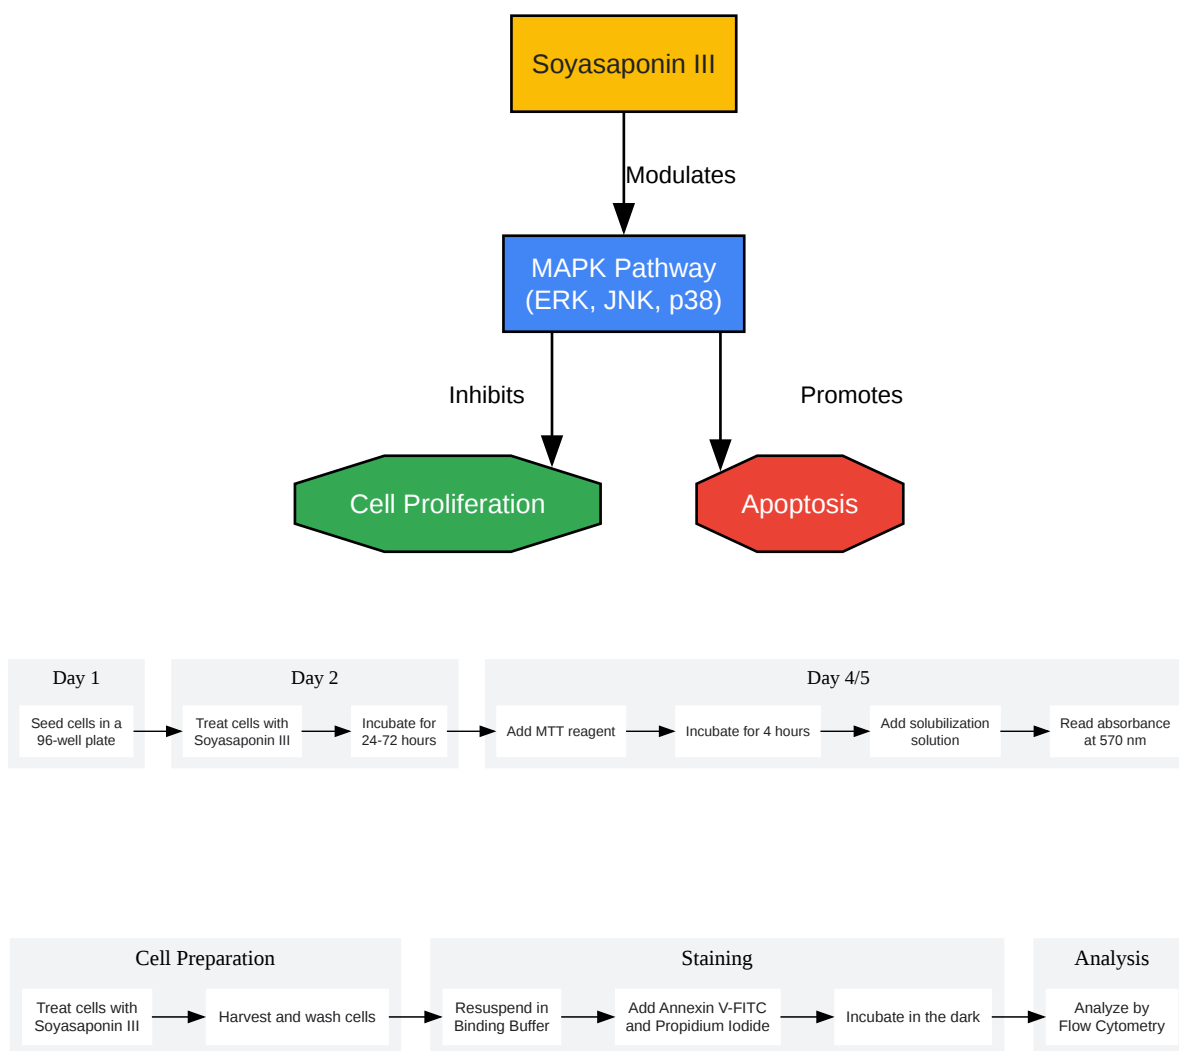 Soyasaponin III
Modulates
MAPK Pathway
(ERK, JNK, p38)
Inhibits
Promotes
Cell Proliferation
Apoptosis
Day 1
Seed cells in a
96-well plate
Day 2
Treat cells with
Soyasaponin III
Incubate for
24-72 hours
Day 4/5
Add MTT reagent
Incubate for 4 hours
Add solubilization
solution
Read absorbance
at 570 nm
Cell Preparation
Treat cells with
Soyasaponin III
Harvest and wash cells
Staining
Resuspend in
Binding Buffer
Add Annexin V-FITC
and Propidium Iodide
Incubate in the dark
Analysis
Analyze by
Flow Cytometry